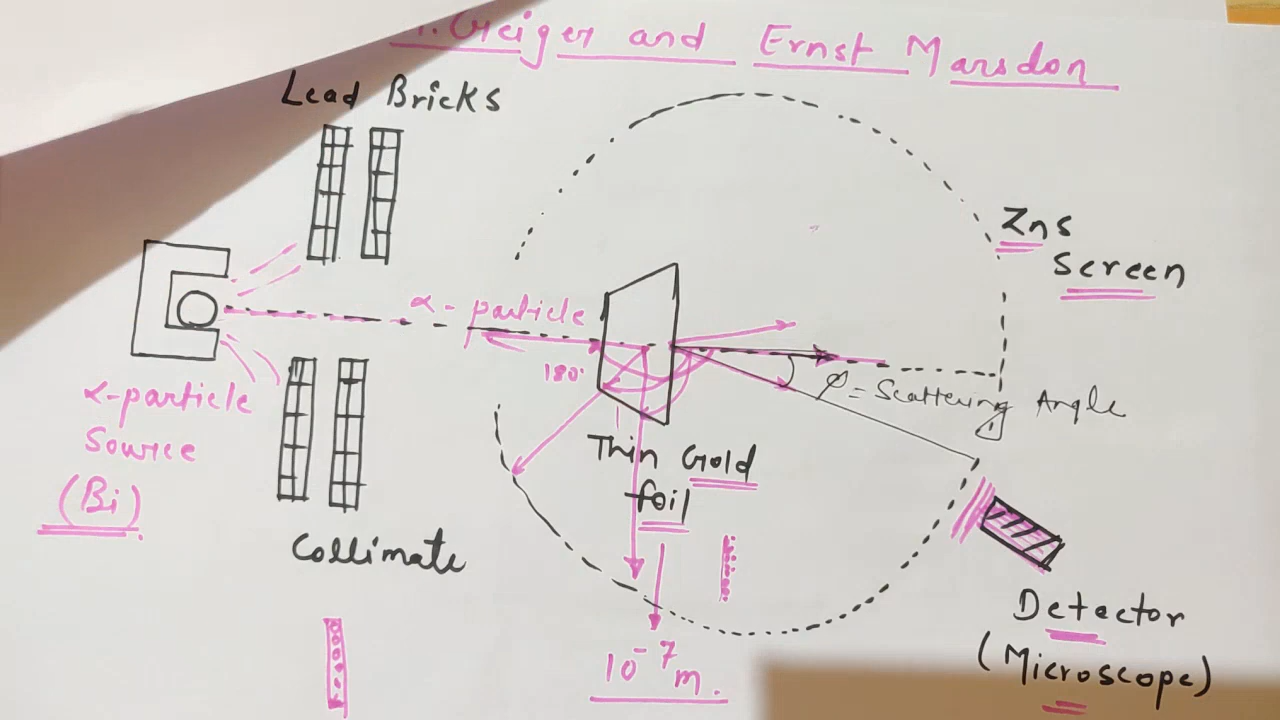 Geiger and Ernst Marsdon
Lead Bricks
Zns
Screen
α-particle
180°
φ = Scattering Angle
α-particle
Source
(Bi)
Thin Gold
foil
Collimate
10⁻⁷m.
Detector
(Microscope)